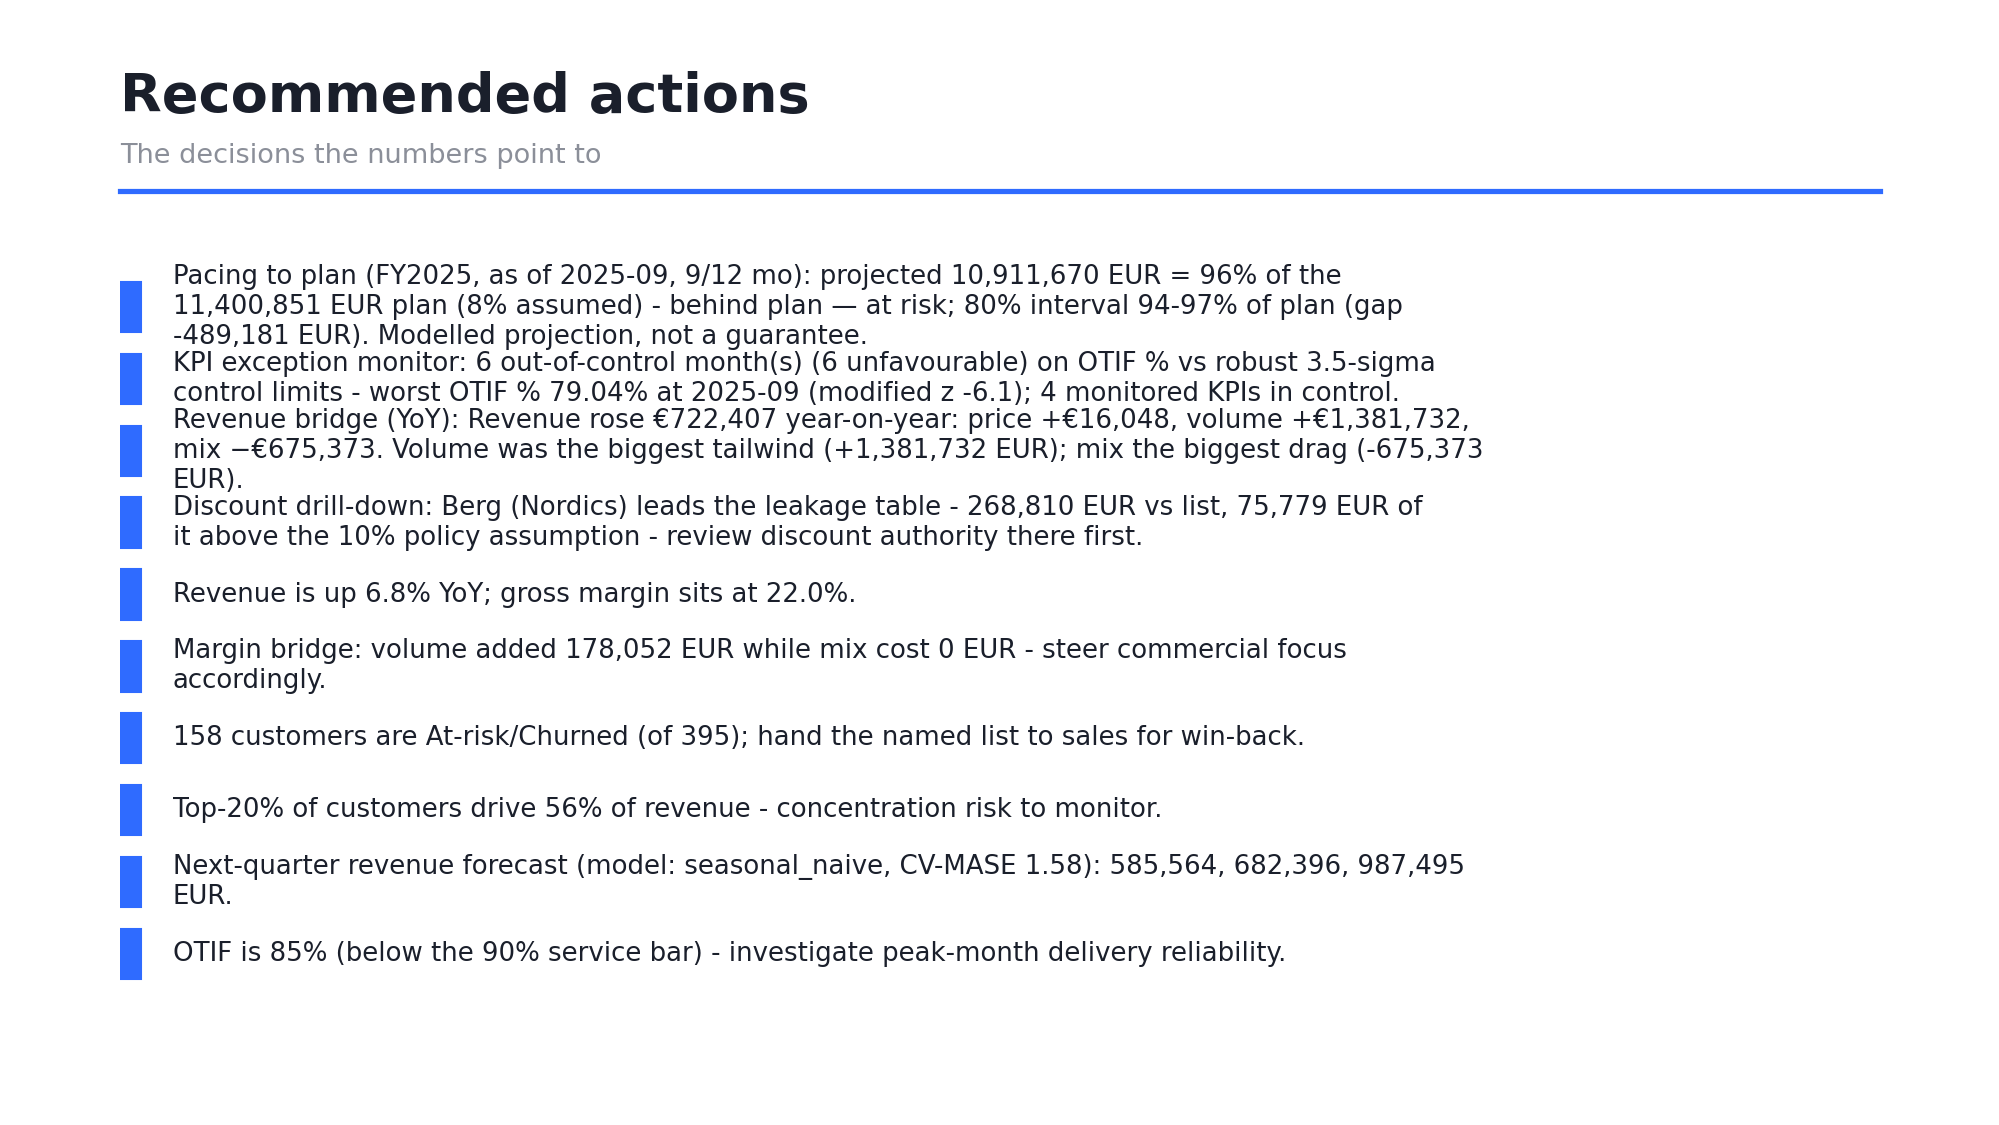 Recommended actions
The decisions the numbers point to
Pacing to plan (FY2025, as of 2025-09, 9/12 mo): projected 10,911,670 EUR = 96% of the
11,400,851 EUR plan (8% assumed) - behind plan — at risk; 80% interval 94-97% of plan (gap
-489,181 EUR). Modelled projection, not a guarantee.
KPI exception monitor: 6 out-of-control month(s) (6 unfavourable) on OTIF % vs robust 3.5-sigma
control limits - worst OTIF % 79.04% at 2025-09 (modified z -6.1); 4 monitored KPIs in control.
Revenue bridge (YoY): Revenue rose €722,407 year-on-year: price +€16,048, volume +€1,381,732,
mix −€675,373. Volume was the biggest tailwind (+1,381,732 EUR); mix the biggest drag (-675,373
EUR).
Discount drill-down: Berg (Nordics) leads the leakage table - 268,810 EUR vs list, 75,779 EUR of
it above the 10% policy assumption - review discount authority there first.
Revenue is up 6.8% YoY; gross margin sits at 22.0%.
Margin bridge: volume added 178,052 EUR while mix cost 0 EUR - steer commercial focus
accordingly.
158 customers are At-risk/Churned (of 395); hand the named list to sales for win-back.
Top-20% of customers drive 56% of revenue - concentration risk to monitor.
Next-quarter revenue forecast (model: seasonal_naive, CV-MASE 1.58): 585,564, 682,396, 987,495
EUR.
OTIF is 85% (below the 90% service bar) - investigate peak-month delivery reliability.